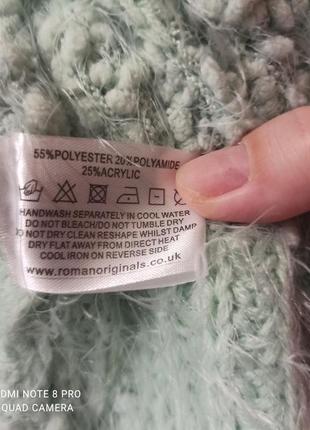 55%POLYESTER 20%POLYAMIDE
25%ACRYLIC
HANDWASH SEPARATELY IN COOL WATER
DO NOT BLEACH/DO NOT TUMBLE DRY
DO NOT DRY CLEAN RESHAPE WHILST DAMP
DRY FLAT AWAY FROM DIRECT HEAT
COOL IRON ON REVERSE SIDE
www.romanoriginals.co.uk
DMI NOTE 8 PRO
QUAD CAMERA